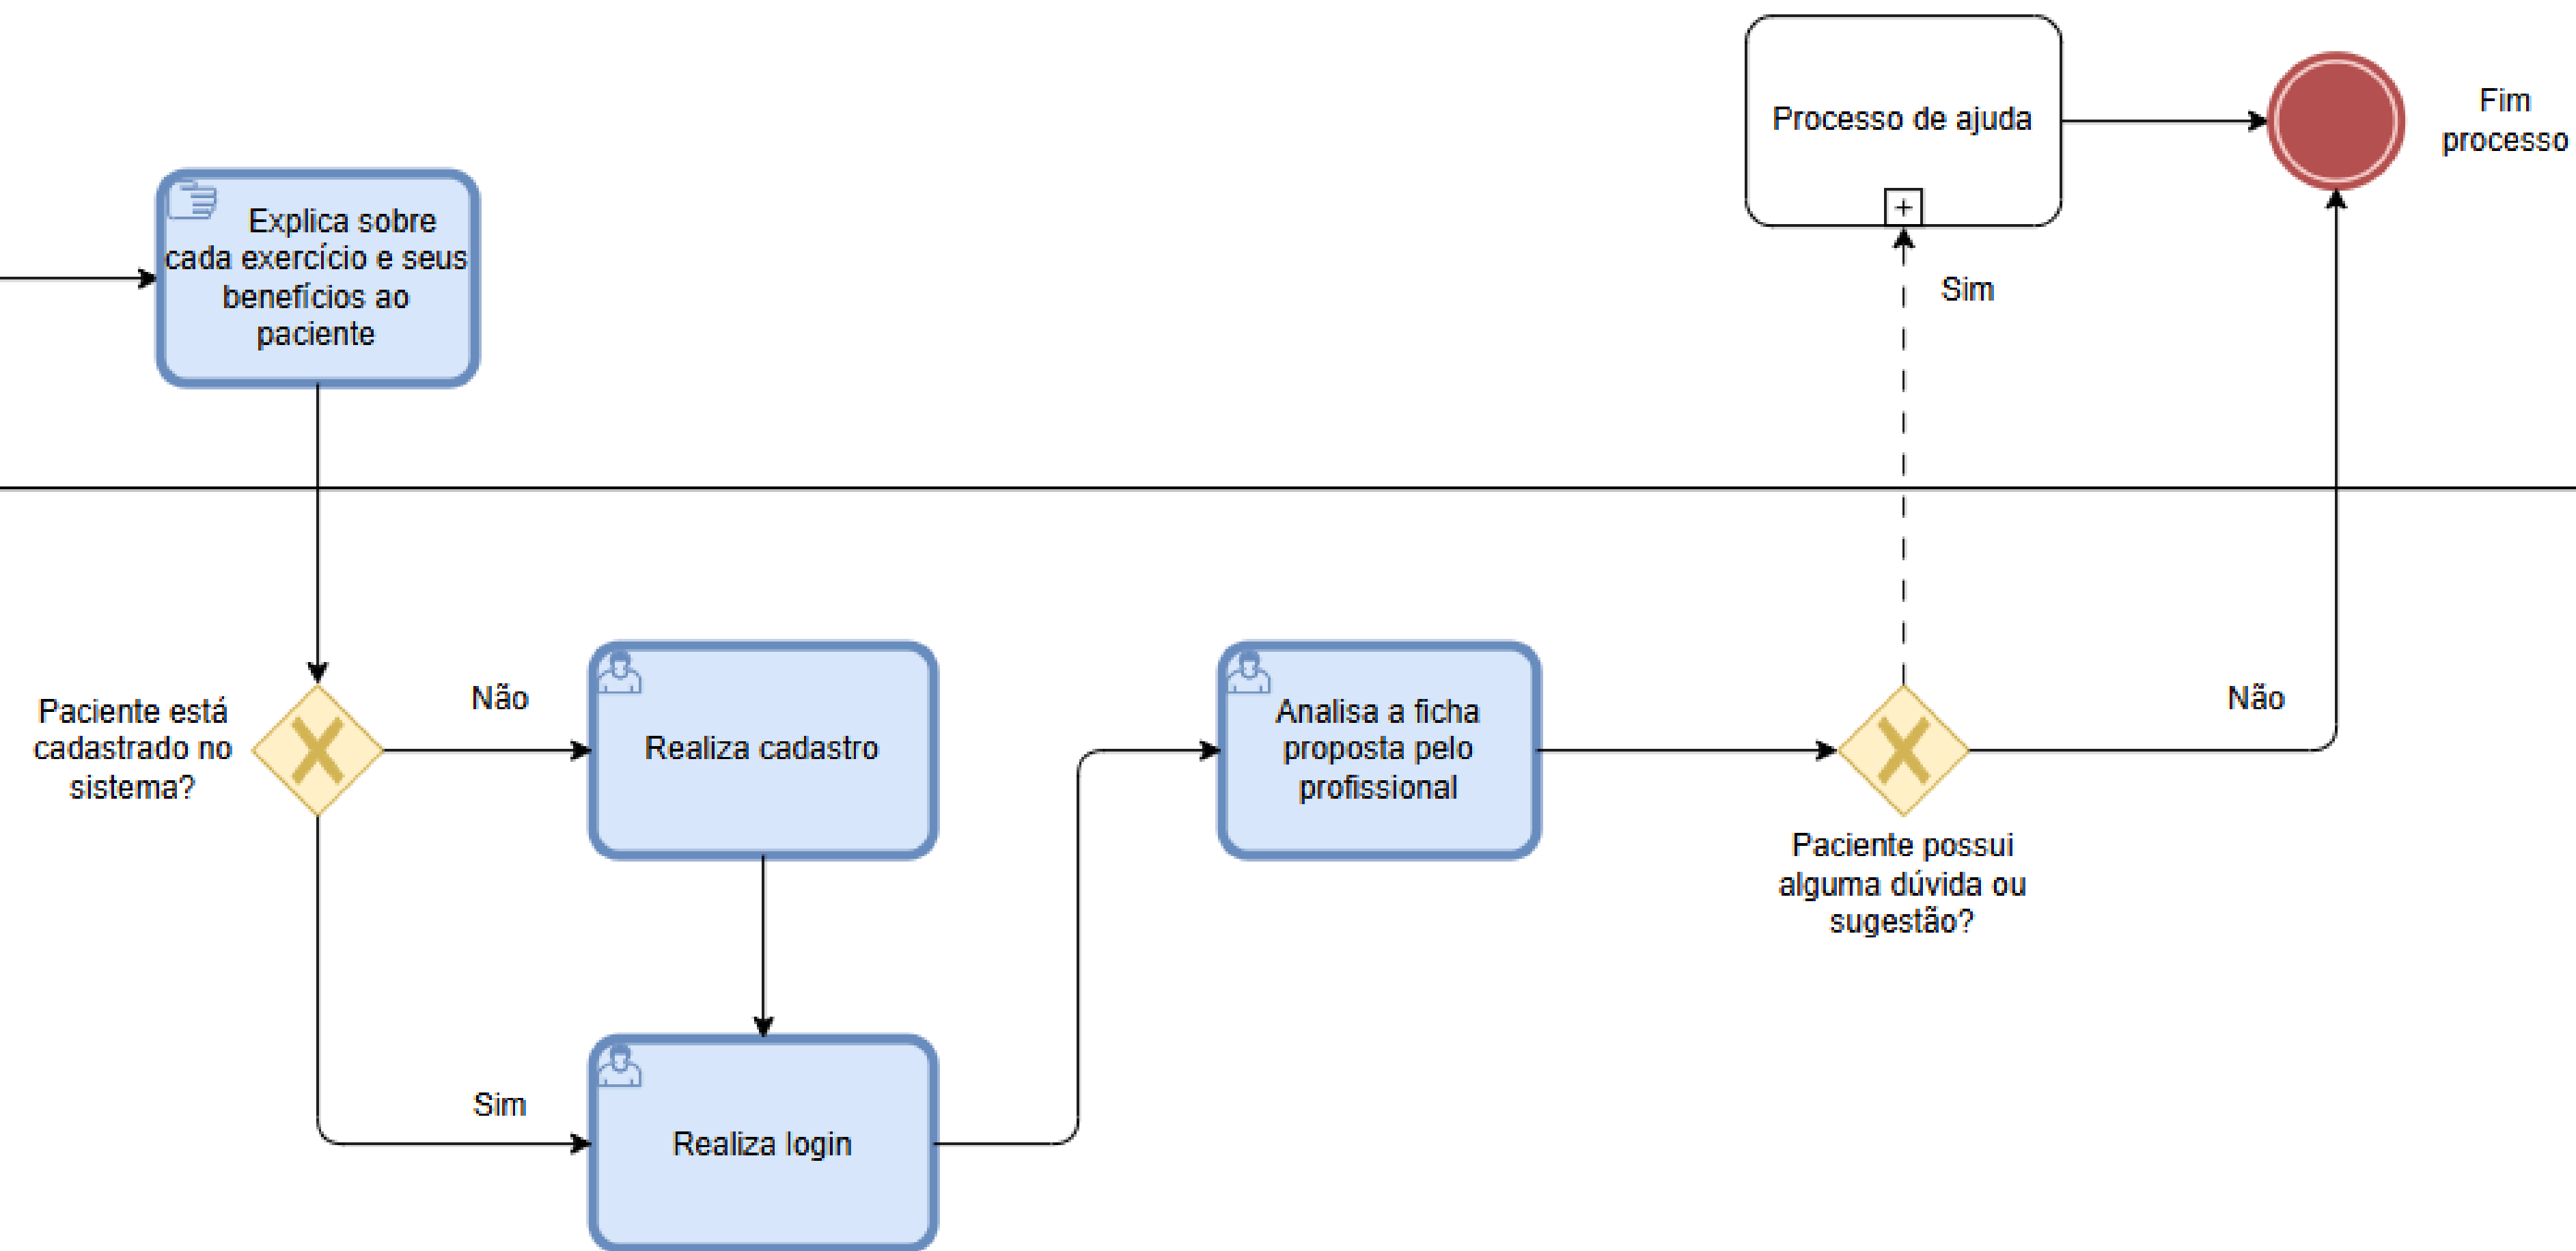 Processo de ajuda
Fim
processo
Explica sobre
cada exercício e seus
benefícios ao
paciente
Sim
Paciente está
cadastrado no
sistema?
Não
Realiza cadastro
Analisa a ficha
proposta pelo
profissional
Não
Paciente possui
alguma dúvida ou
sugestão?
Sim
Realiza login